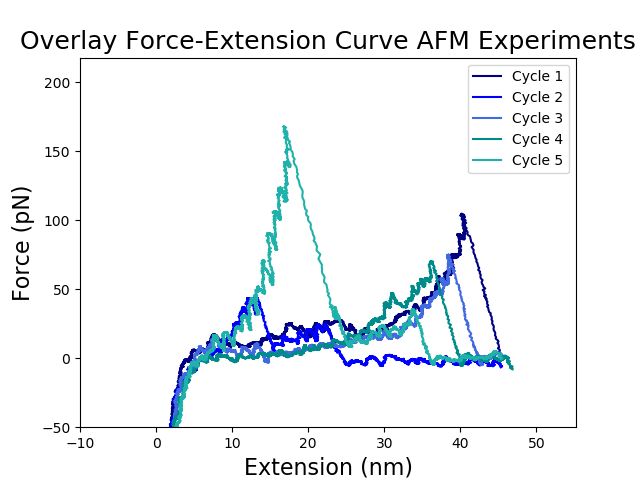 Overlay Force-Extension Curve AFM Experiments
Cycle 1
Cycle 2
Cycle 3
Cycle 4
Cycle 5
Force (pN)
200
150
100
50
0
−50
−10
0
10
20
30
40
50
Extension (nm)